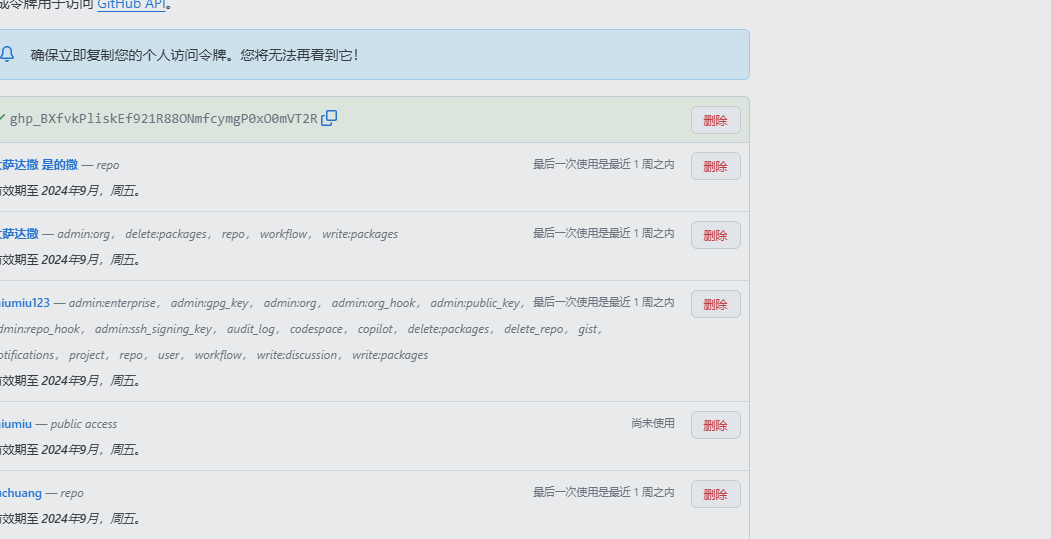 成令牌用于访问 GitHub API。
确保立即复制您的个人访问令牌。您将无法再看到它！
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 删除
萨达撒 是的撒 — repo 最后一次使用是最近 1 周之内 删除
有效期至 2024年9月，周五。
萨达撒 — admin:org， delete:packages， repo， workflow， write:packages 最后一次使用是最近 1 周之内 删除
有效期至 2024年9月，周五。
iumiu123 — admin:enterprise， admin:gpg_key， admin:org， admin:org_hook， admin:public_key， 最后一次使用是最近 1 周之内 删除
admin:repo_hook， admin:ssh_signing_key， audit_log， codespace， copilot， delete:packages， delete_repo， gist，
notifications， project， repo， user， workflow， write:discussion， write:packages
有效期至 2024年9月，周五。
iumiu — public access 尚未使用 删除
有效期至 2024年9月，周五。
uchuang — repo 最后一次使用是最近 1 周之内 删除
有效期至 2024年9月，周五。